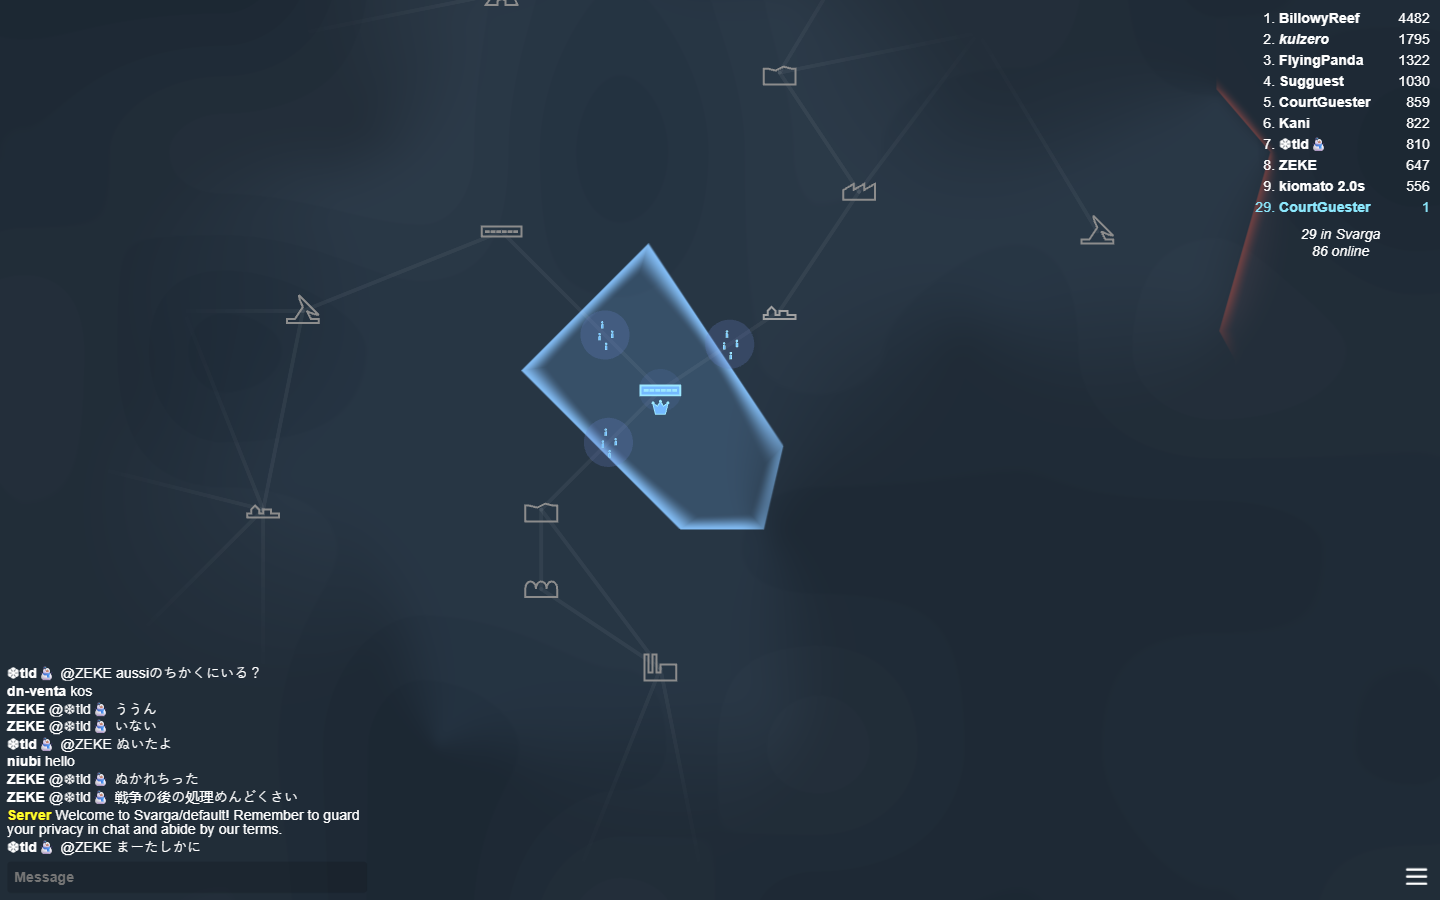 1. BillowyReef 4482
2. kulzero 1795
3. FlyingPanda 1322
4. Sugguest 1030
5. CourtGuester 859
6. Kani 822
7. ❄tld⛄ 810
8. ZEKE 647
9. kiomato 2.0s 556
29. CourtGuester 1
29 in Svarga
86 online
❄tld⛄ @ZEKE aussiのちかくにいる？
dn-venta kos
ZEKE @❄tld⛄ ううん
ZEKE @❄tld⛄ いない
❄tld⛄ @ZEKE ぬいたよ
niubi hello
ZEKE @❄tld⛄ ぬかれちった
ZEKE @❄tld⛄ 戦争の後の処理めんどくさい
Server Welcome to Svarga/default! Remember to guard
your privacy in chat and abide by our terms.
❄tld⛄ @ZEKE まーたしかに
Message